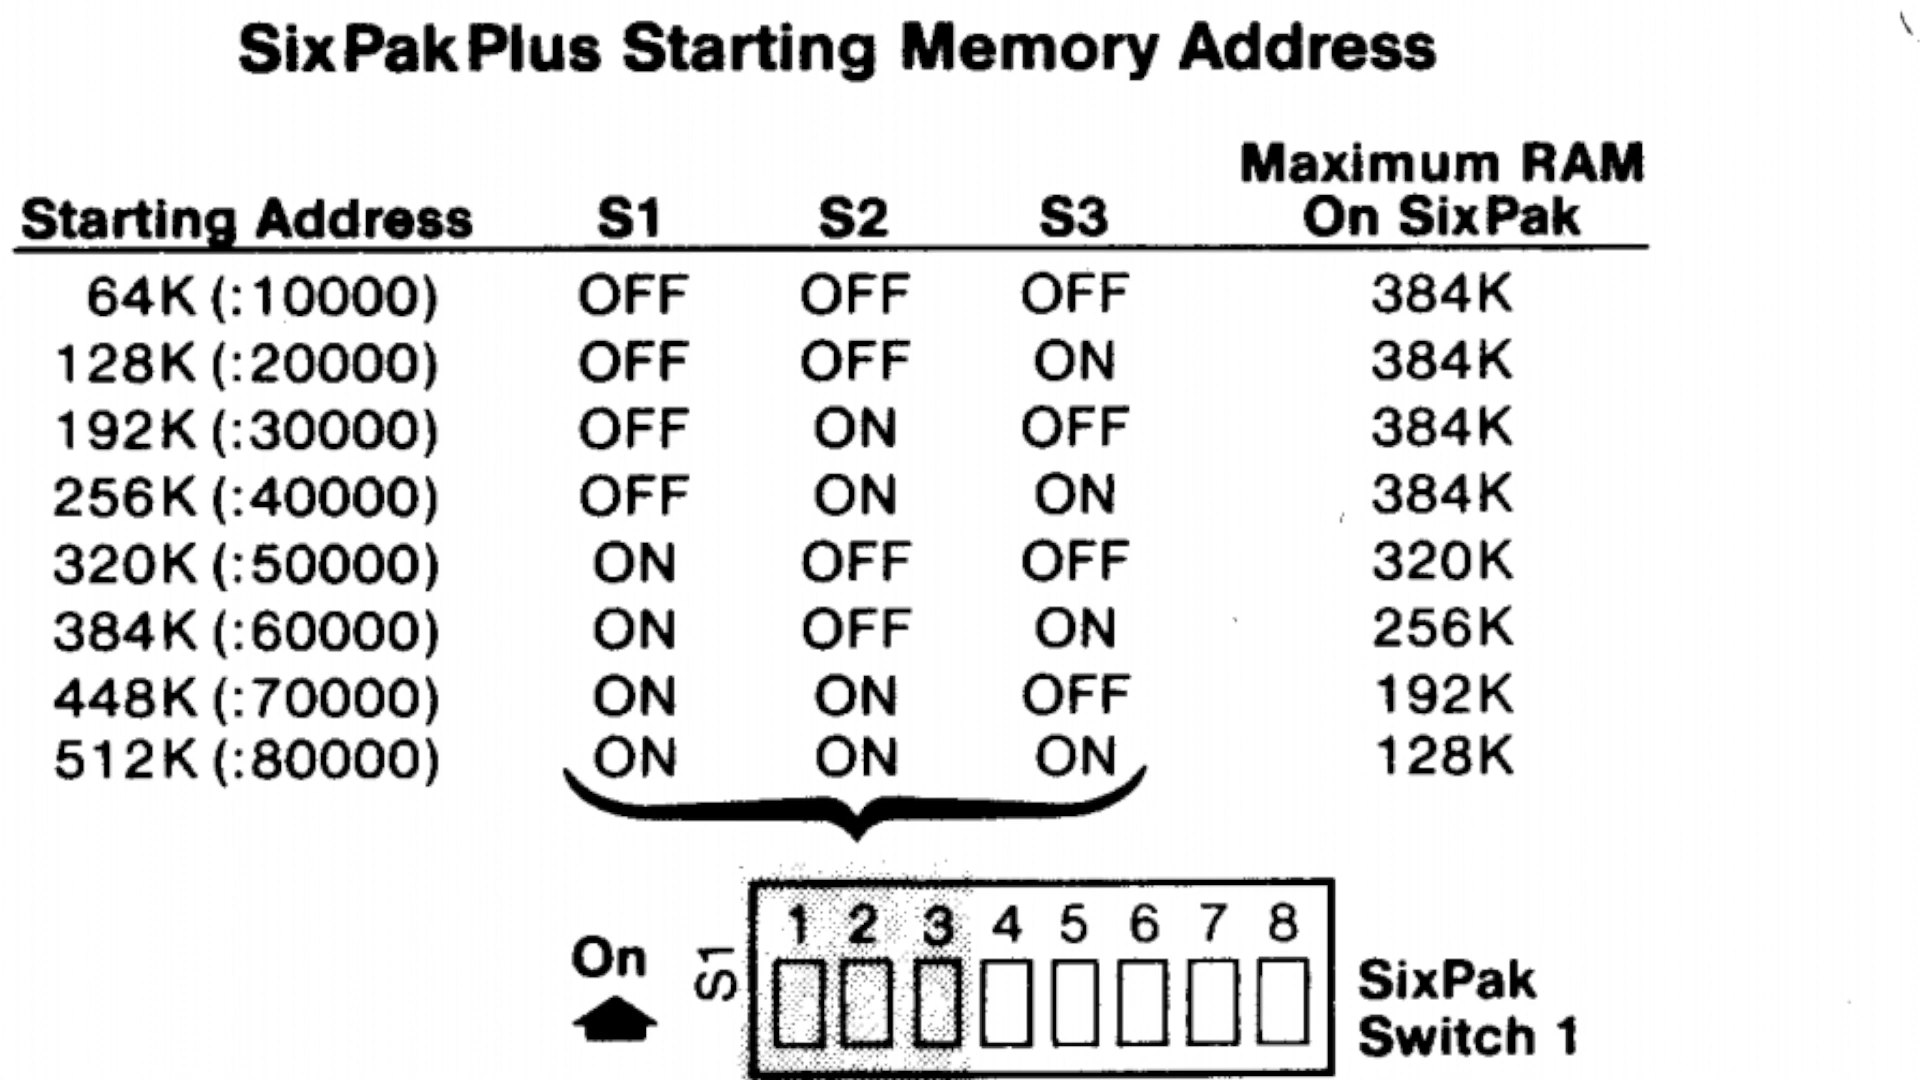 SixPakPlus Starting Memory Address
Maximum RAM
Starting Address S1 S2 S3 On SixPak
64K (:10000) OFF OFF OFF 384K
128K (:20000) OFF OFF ON 384K
192K (:30000) OFF ON OFF 384K
256K (:40000) OFF ON ON 384K
320K (:50000) ON OFF OFF 320K
384K (:60000) ON OFF ON 256K
448K (:70000) ON ON OFF 192K
512K (:80000) ON ON ON 128K
1 2 3 4 5 6 7 8
On
S1
SixPak
Switch 1